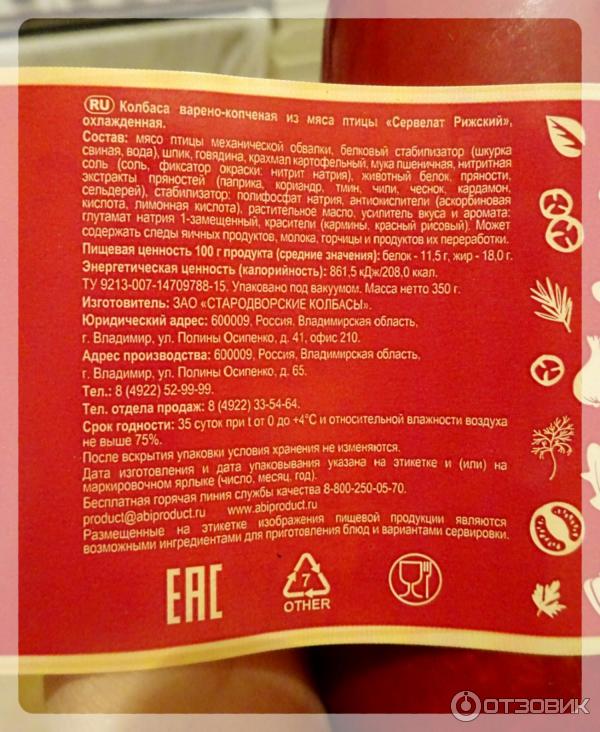 RU Колбаса варено-копченая из мяса птицы «Сервелат Рижский»,
охлажденная.
Состав: мясо птицы механической обвалки, белковый стабилизатор (шкурка
свиная, вода), шпик, говядина, крахмал картофельный, мука пшеничная, нитритная
соль (соль, фиксатор окраски: нитрит натрия), животный белок, пряности,
экстракты пряностей (паприка, кориандр, тмин, чили, чеснок, кардамон,
сельдерей), стабилизатор: полифосфат натрия, антиокислители (аскорбиновая
кислота, лимонная кислота), растительное масло, усилитель вкуса и аромата:
глутамат натрия 1-замещенный, красители (кармины, красный рисовый). Может
содержать следы яичных продуктов, молока, горчицы и продуктов их переработки.
Пищевая ценность 100 г продукта (средние значения): белок - 11,5 г, жир - 18,0 г.
Энергетическая ценность (калорийность): 861,5 кДж/208,0 ккал.
ТУ 9213-007-14709788-15. Упаковано под вакуумом. Масса нетто 350 г.
Изготовитель: ЗАО «СТАРОДВОРСКИЕ КОЛБАСЫ».
Юридический адрес: 600009, Россия, Владимирская область,
г. Владимир, ул. Полины Осипенко, д. 41, офис 210.
Адрес производства: 600009, Россия, Владимирская область,
г. Владимир, ул. Полины Осипенко, д. 65.
Тел.: 8 (4922) 52-99-99.
Тел. отдела продаж: 8 (4922) 33-54-64.
Срок годности: 35 суток при t от 0 до +4°С и относительной влажности воздуха
не выше 75%.
После вскрытия упаковки условия хранения не изменяются.
Дата изготовления и дата упаковывания указана на этикетке и (или) на
маркировочном ярлыке (число, месяц, год).
Бесплатная горячая линия службы качества 8-800-250-05-70.
product@abiproduct.ru www.abiproduct.ru
Размещенные на этикетке изображения пищевой продукции являются
возможными ингредиентами для приготовления блюд и вариантами сервировки.
EAC
7
OTHER
ОТЗОВИК